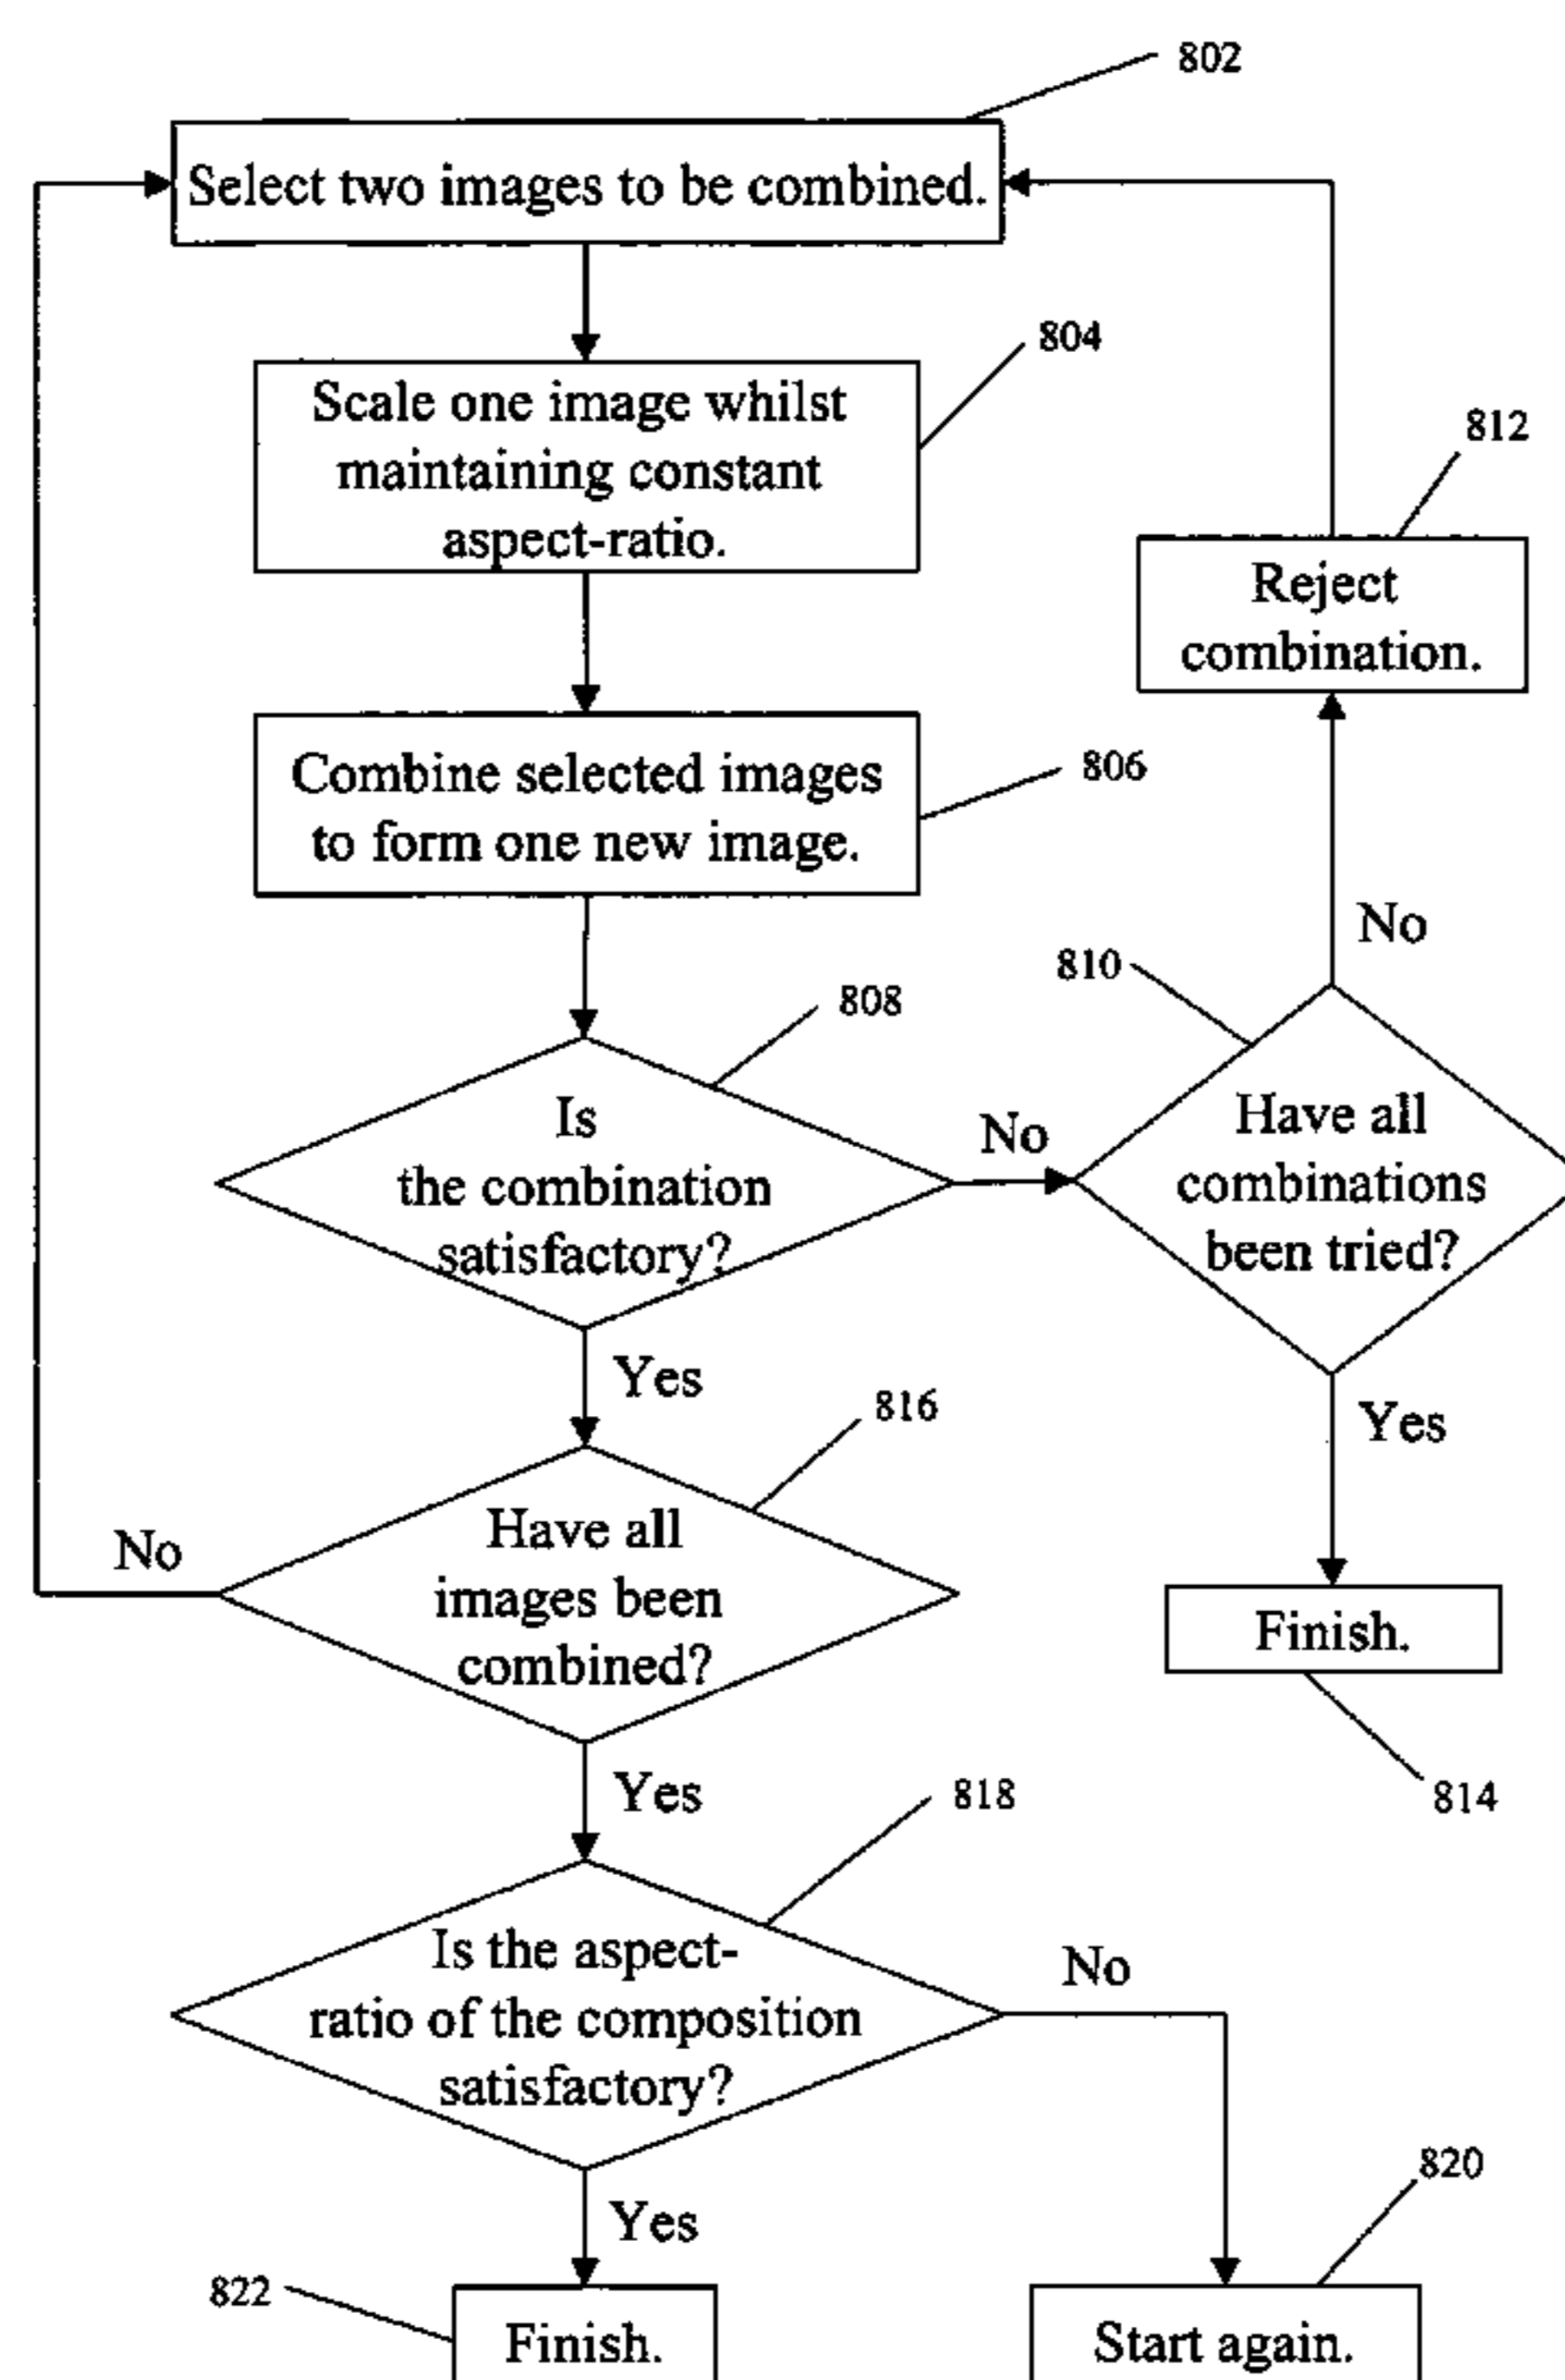 802
Select two images to be combined.
804
Scale one image whilst
maintaining constant
aspect-ratio.
812
Reject
combination.
Combine selected images
to form one new image.
806
No
810
808
Is
the combination
satisfactory?
No
Have all
combinations
been tried?
Yes
816
Yes
Have all
images been
combined?
No
Finish.
814
Yes
818
Is the aspect-
ratio of the composition
satisfactory?
No
820
Yes
822
Finish.
Start again.